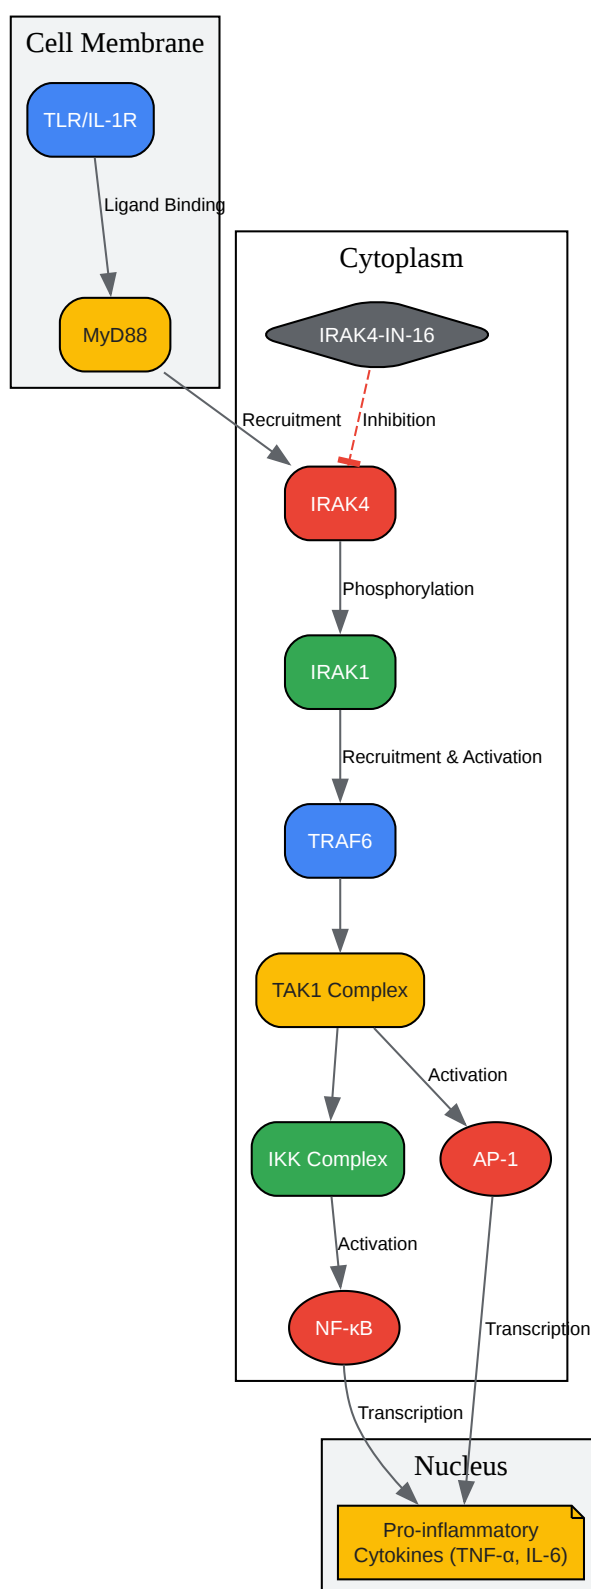 Cell Membrane
TLR/IL-1R
Ligand Binding
MyD88
Cytoplasm
IRAK4-IN-16
Recruitment
Inhibition
IRAK4
Phosphorylation
IRAK1
Recruitment & Activation
TRAF6
TAK1 Complex
Activation
IKK Complex
AP-1
Activation
NF-κB
Transcription
Transcription
Nucleus
Pro-inflammatory
Cytokines (TNF-α, IL-6)